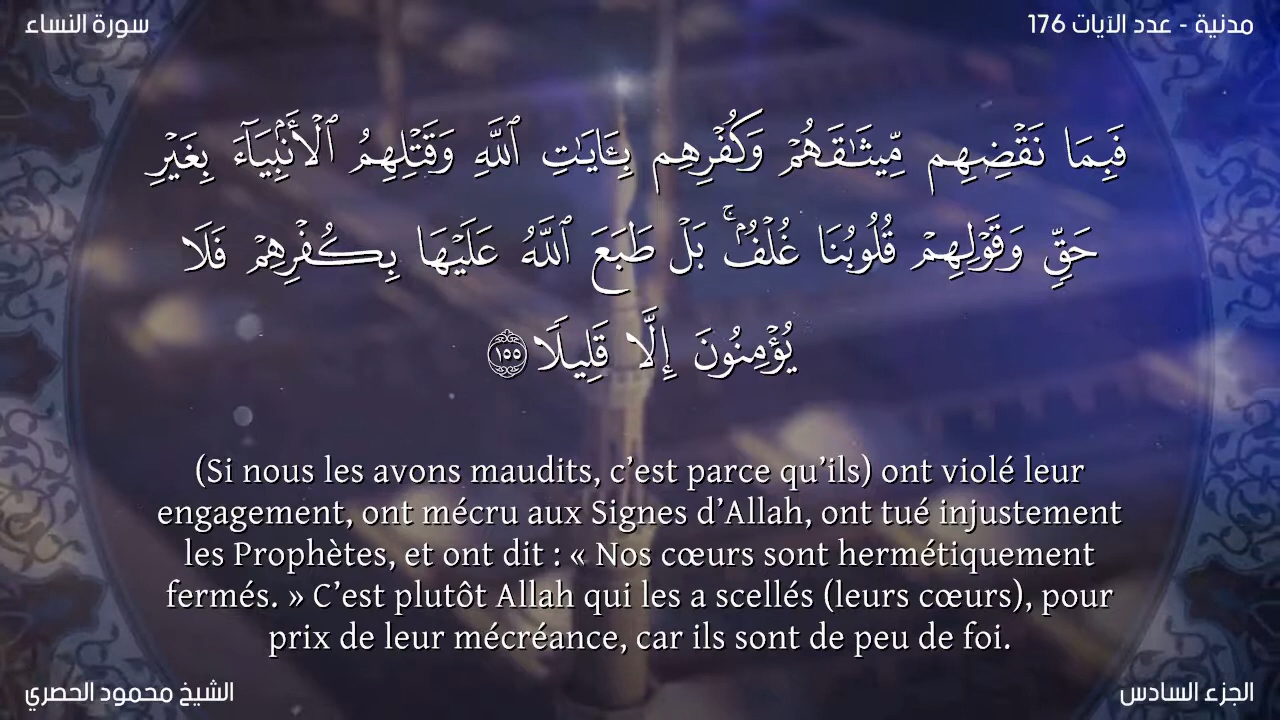 مدنية - عدد الآيات 176
سورة النساء
فَبِمَا نَقْضِهِم مِّيثَـٰقَهُمْ وَكُفْرِهِم بِـَٔايَـٰتِ ٱللَّهِ وَقَتْلِهِمُ ٱلْأَنۢبِيَآءَ بِغَيْرِ
حَقٍّ وَقَوْلِهِمْ قُلُوبُنَا غُلْفٌۢ ۚ بَلْ طَبَعَ ٱللَّهُ عَلَيْهَا بِكُفْرِهِمْ فَلَا
يُؤْمِنُونَ إِلَّا قَلِيلًا ١٥٥
(Si nous les avons maudits, c’est parce qu’ils) ont violé leur
engagement, ont mécru aux Signes d’Allah, ont tué injustement
les Prophètes, et ont dit : « Nos cœurs sont hermétiquement
fermés. » C’est plutôt Allah qui les a scellés (leurs cœurs), pour
prix de leur mécréance, car ils sont de peu de foi.
الجزء السادس
الشيخ محمود الحصري